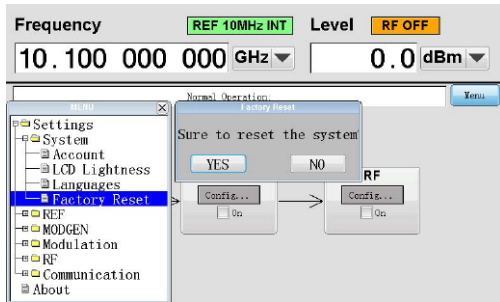 Frequency REF 10MHz INT Level RF OFF
10. 100 000 000 GHz 0.0 dBm
Normal Operation: Menu
MENU
Factory Reset
Settings
System
Sure to reset the system
Account
LCD Lightness
YES NO
Languages
RF
Factory Reset
Config... Config...
REF
On On
MODGEN
Modulation
RF
Communication
About